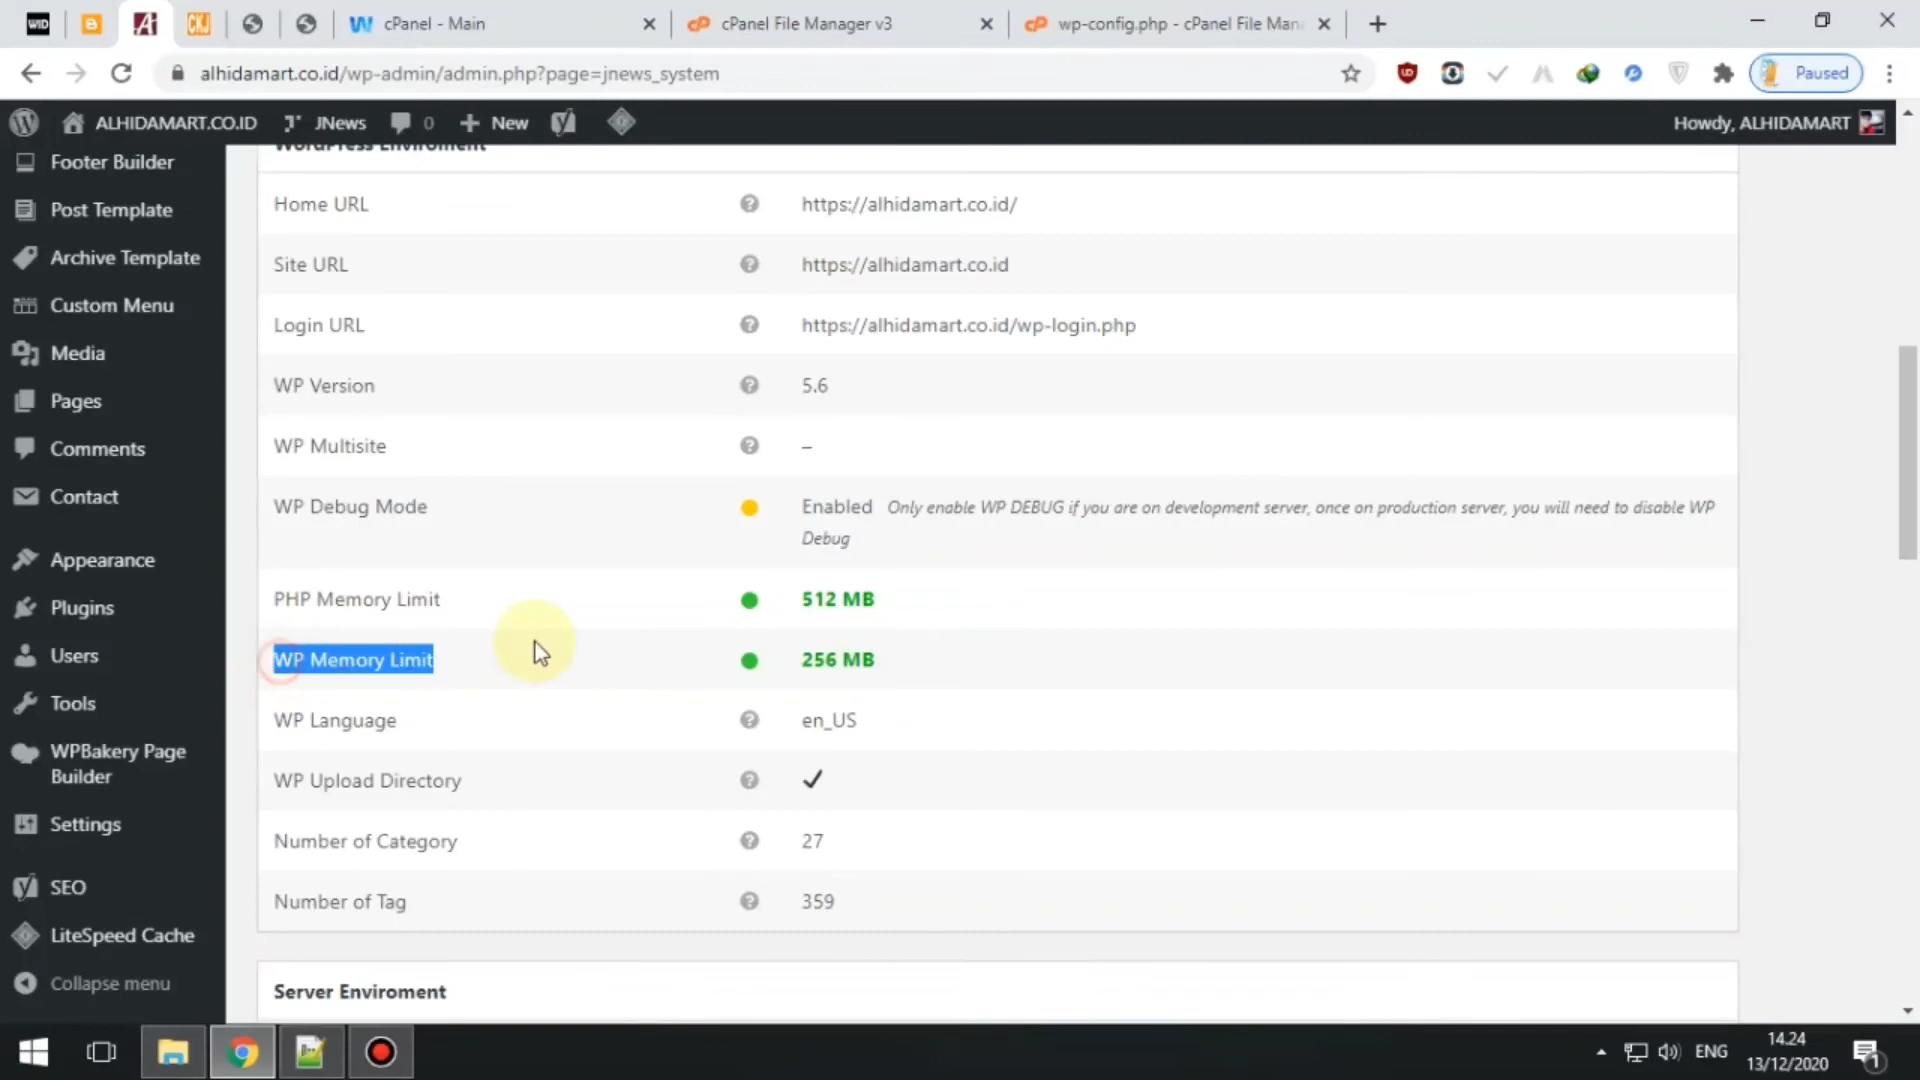 WID
CKJ
cPanel - Main
cPanel File Manager v3
wp-config.php - cPanel File Man
alhidamart.co.id/wp-admin/admin.php?page=jnews_system
Paused
ALHIDAMART.CO.ID
JNews
0
New
Howdy, ALHIDAMART
Footer Builder
Post Template
Archive Template
Custom Menu
Media
Pages
Comments
Contact
Appearance
Plugins
Users
Tools
WPBakery Page
Builder
Settings
SEO
LiteSpeed Cache
Collapse menu
WordPress Enviroment
Home URL
https://alhidamart.co.id/
Site URL
https://alhidamart.co.id
Login URL
https://alhidamart.co.id/wp-login.php
WP Version
5.6
WP Multisite
–
WP Debug Mode
Enabled Only enable WP DEBUG if you are on development server, once on production server, you will need to disable WP
Debug
PHP Memory Limit
512 MB
WP Memory Limit
256 MB
WP Language
en_US
WP Upload Directory
Number of Category
27
Number of Tag
359
Server Enviroment
ENG
14.24
13/12/2020
1